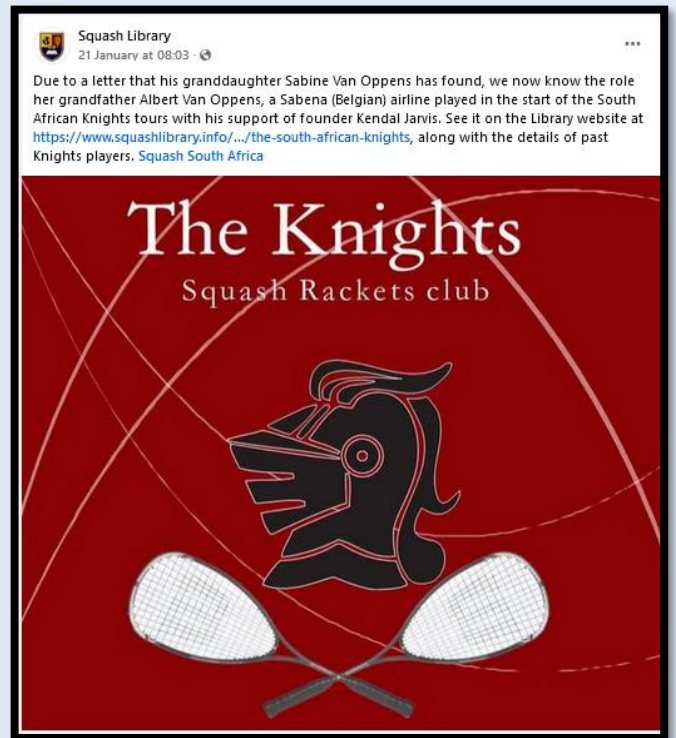 Squash Library
21 January at 08:03 ·
Due to a letter that his granddaughter Sabine Van Oppens has found, we now know the role
her grandfather Albert Van Oppens, a Sabena (Belgian) airline played in the start of the South
African Knights tours with his support of founder Kendal Jarvis. See it on the Library website at
https://www.squashlibrary.info/.../the-south-african-knights, along with the details of past
Knights players. Squash South Africa
The Knights
Squash Rackets club